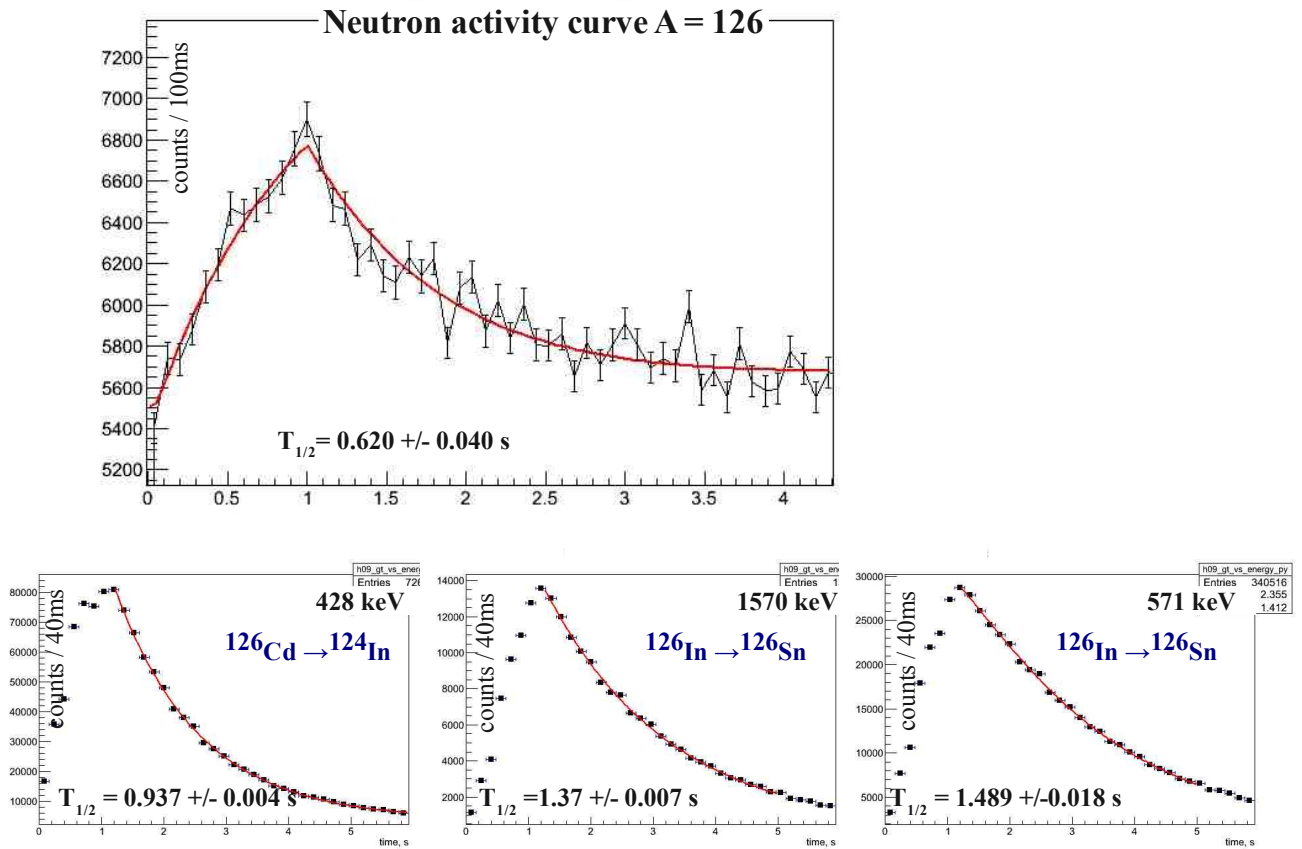 Neutron activity curve A = 126
counts / 100ms
7200
7000
6800
6600
6400
6200
6000
5800
5600
5400
5200
T1/2= 0.620 +/- 0.040 s
0 0.5 1 1.5 2 2.5 3 3.5 4
h09_gt_vs_energ
Entries 726
428 keV
126Cd → 124In
counts / 40ms
80000
70000
60000
50000
40000
30000
20000
10000
T1/2 = 0.937 +/- 0.004 s
0 1 2 3 4 5
time, s
h09_gt_vs_en
Entries 1
1570 keV
126In → 126Sn
counts / 40ms
14000
12000
10000
8000
6000
4000
2000
T1/2 =1.37 +/- 0.007 s
0 1 2 3 4 5
time, s
h09_gt_vs_energy_py
Entries 340516
2.355
1.412
571 keV
126In → 126Sn
counts / 40ms
30000
25000
20000
15000
10000
5000
T1/2 = 1.489 +/-0.018 s
0 1 2 3 4 5
time, s